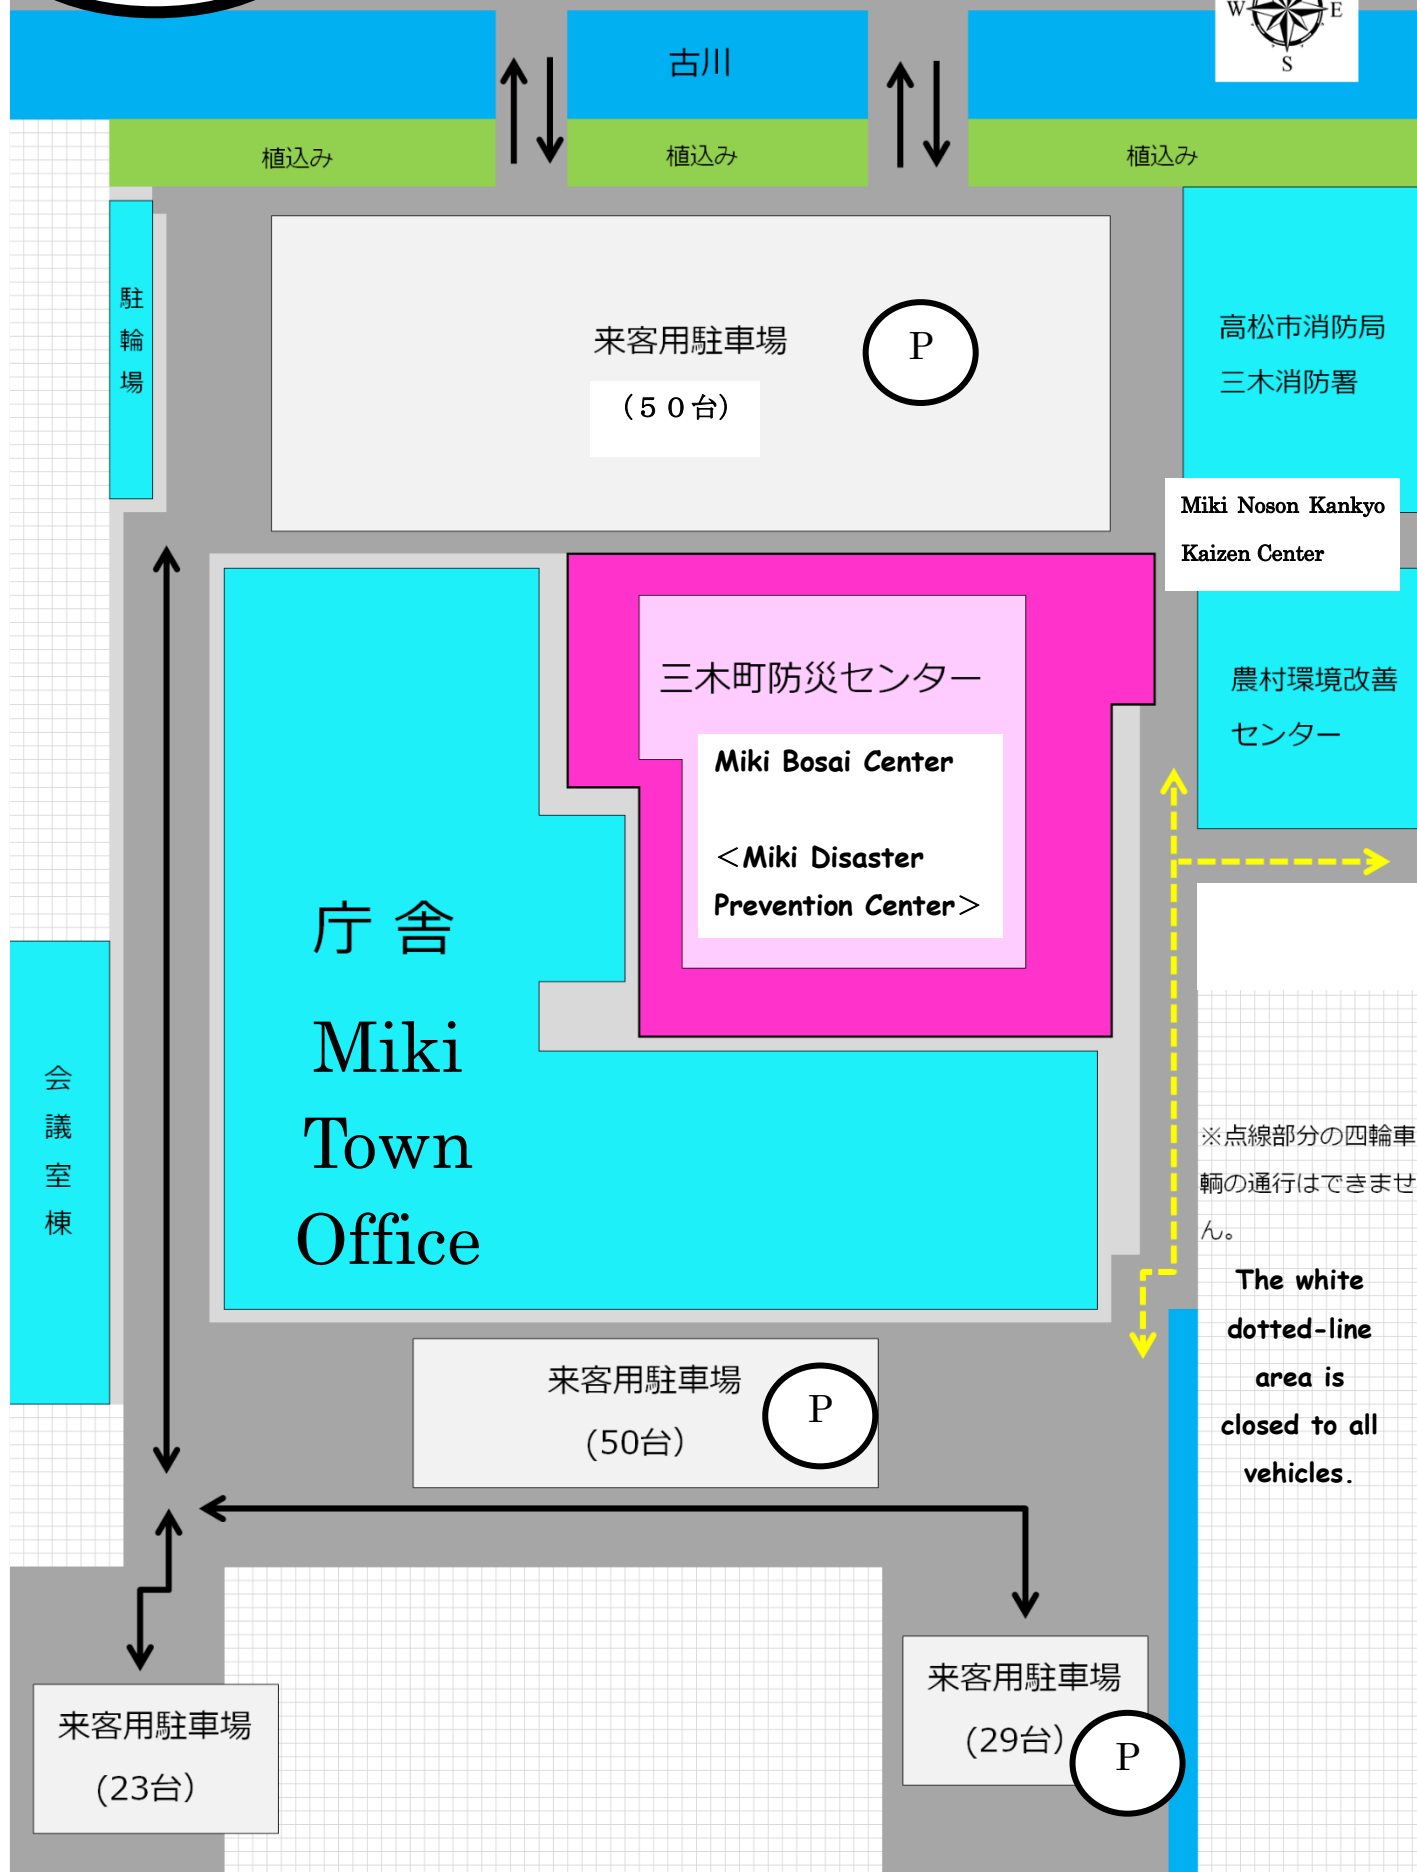 W E
S
古川
植込み
植込み
植込み
駐輪場
来客用駐車場
P
（５０台）
高松市消防局
三木消防署
Miki Noson Kankyo
Kaizen Center
三木町防災センター
Miki Bosai Center
＜Miki Disaster
Prevention Center＞
農村環境改善
センター
庁舎
Miki
Town
Office
会議室棟
※点線部分の四輪車
輌の通行はできませ
ん。
The white
dotted-line
area is
closed to all
vehicles.
来客用駐車場
P
(50台）
来客用駐車場
(29台）
P
来客用駐車場
(23台）